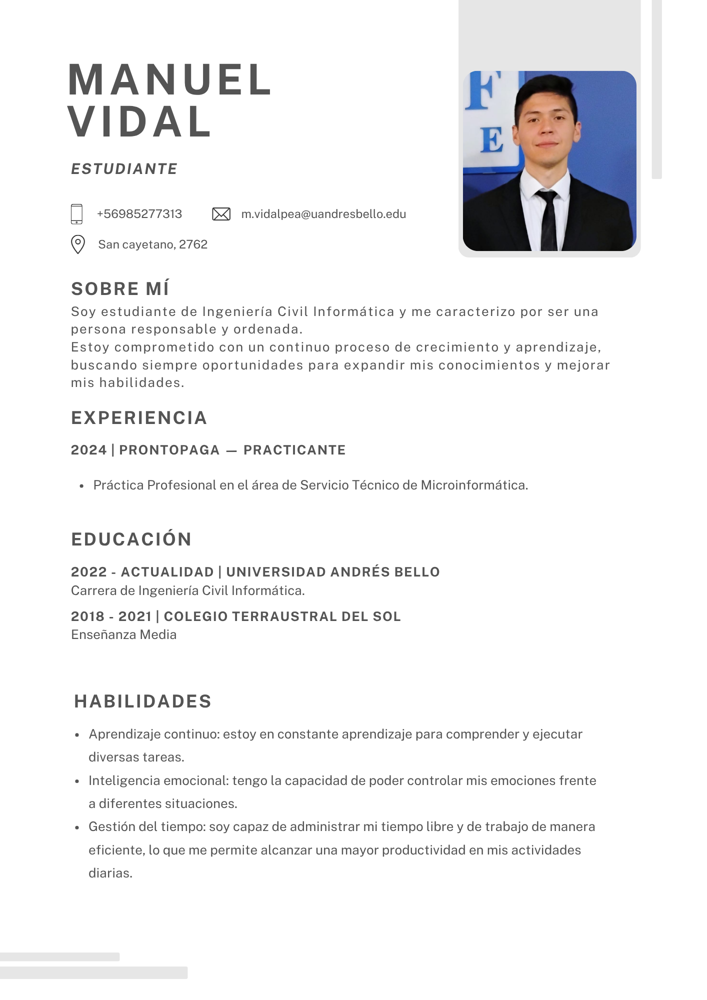 MANUEL
VIDAL
ESTUDIANTE
+56985277313
m.vidalpea@uandresbello.edu
San cayetano, 2762
F
E
SOBRE MÍ
Soy estudiante de Ingeniería Civil Informática y me caracterizo por ser una
persona responsable y ordenada.
Estoy comprometido con un continuo proceso de crecimiento y aprendizaje,
buscando siempre oportunidades para expandir mis conocimientos y mejorar
mis habilidades.
EXPERIENCIA
2024 | PRONTOPAGA — PRACTICANTE
• Práctica Profesional en el área de Servicio Técnico de Microinformática.
EDUCACIÓN
2022 - ACTUALIDAD | UNIVERSIDAD ANDRÉS BELLO
Carrera de Ingeniería Civil Informática.
2018 - 2021 | COLEGIO TERRAUSTRAL DEL SOL
Enseñanza Media
HABILIDADES
• Aprendizaje continuo: estoy en constante aprendizaje para comprender y ejecutar
diversas tareas.
• Inteligencia emocional: tengo la capacidad de poder controlar mis emociones frente
a diferentes situaciones.
• Gestión del tiempo: soy capaz de administrar mi tiempo libre y de trabajo de manera
eficiente, lo que me permite alcanzar una mayor productividad en mis actividades
diarias.